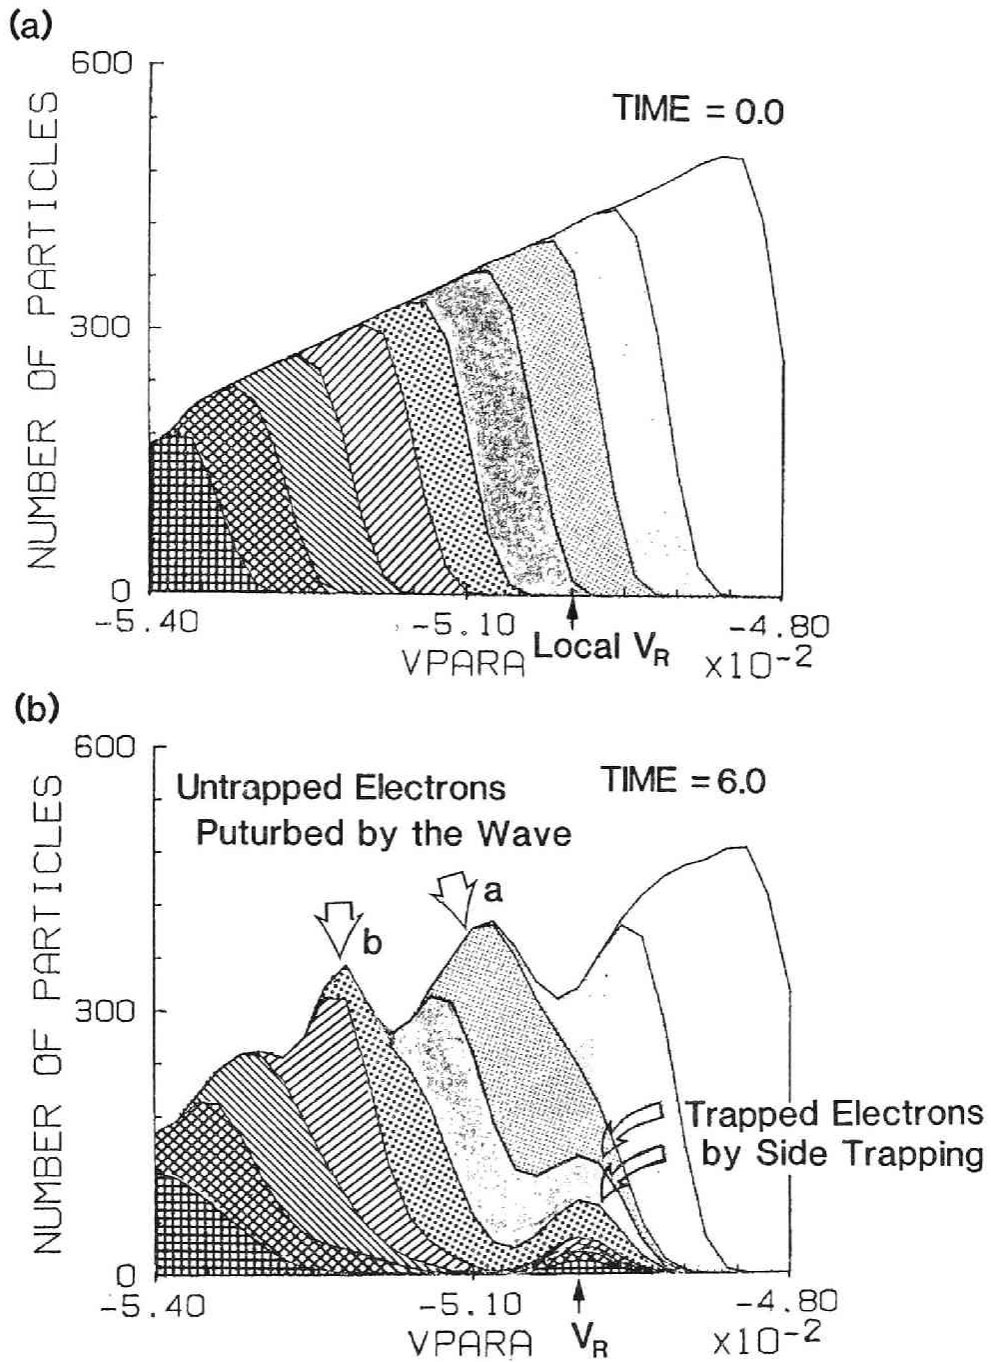 (a)
600
TIME = 0.0
NUMBER OF PARTICLES
300
0
-5.40
-5.10
-4.80
VPARA
Local VR
x10-2
(b)
600
Untrapped Electrons
Puturbed by the Wave
TIME = 6.0
a
b
NUMBER OF PARTICLES
300
Trapped Electrons
by Side Trapping
0
-5.40
-5.10
-4.80
VPARA
VR
x10-2